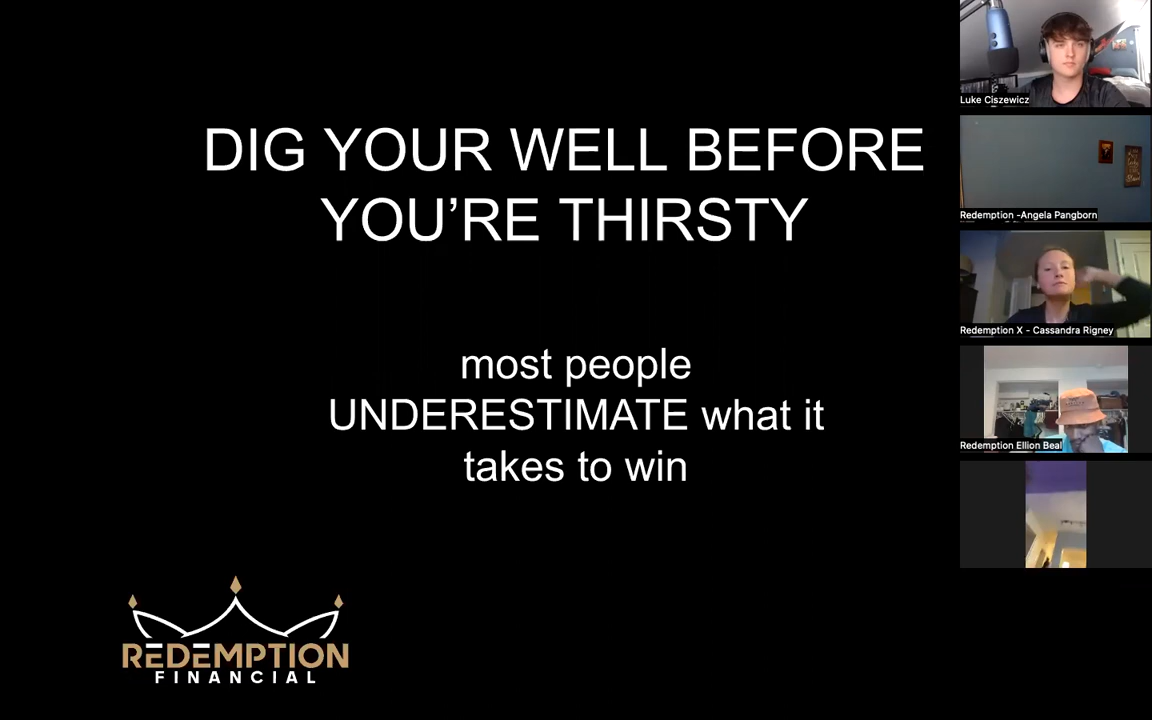 DIG YOUR WELL BEFORE
YOU’RE THIRSTY
most people
UNDERESTIMATE what it
takes to win
REDEMPTION
FINANCIAL
Luke Ciszewicz
Redemption -Angela Pangborn
Redemption X - Cassandra Rigney
Redemption Ellion Beal